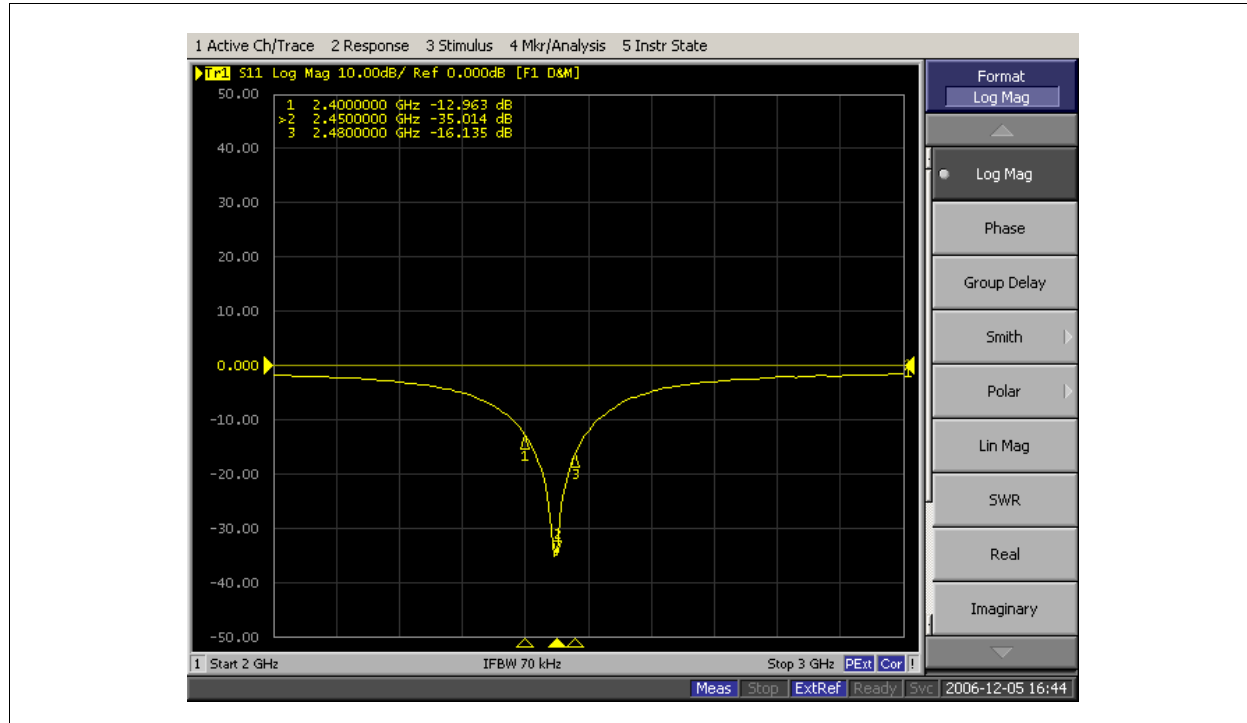 1 Active Ch/Trace 2 Response 3 Stimulus 4 Mkr/Analysis 5 Instr State
Tr1 S11 Log Mag 10.00dB/ Ref 0.000dB [F1 D&M]
50.00
40.00
30.00
20.00
10.00
0.000
-10.00
-20.00
-30.00
-40.00
-50.00
1 2.4000000 GHz -12.963 dB
>2 2.4500000 GHz -35.014 dB
3 2.4800000 GHz -16.135 dB
1
2
3
1
1 Start 2 GHz IFBW 70 kHz Stop 3 GHz PExt Cor !
Format
Log Mag
Log Mag
Phase
Group Delay
Smith
Polar
Lin Mag
SWR
Real
Imaginary
Meas Stop ExtRef Ready Svc 2006-12-05 16:44